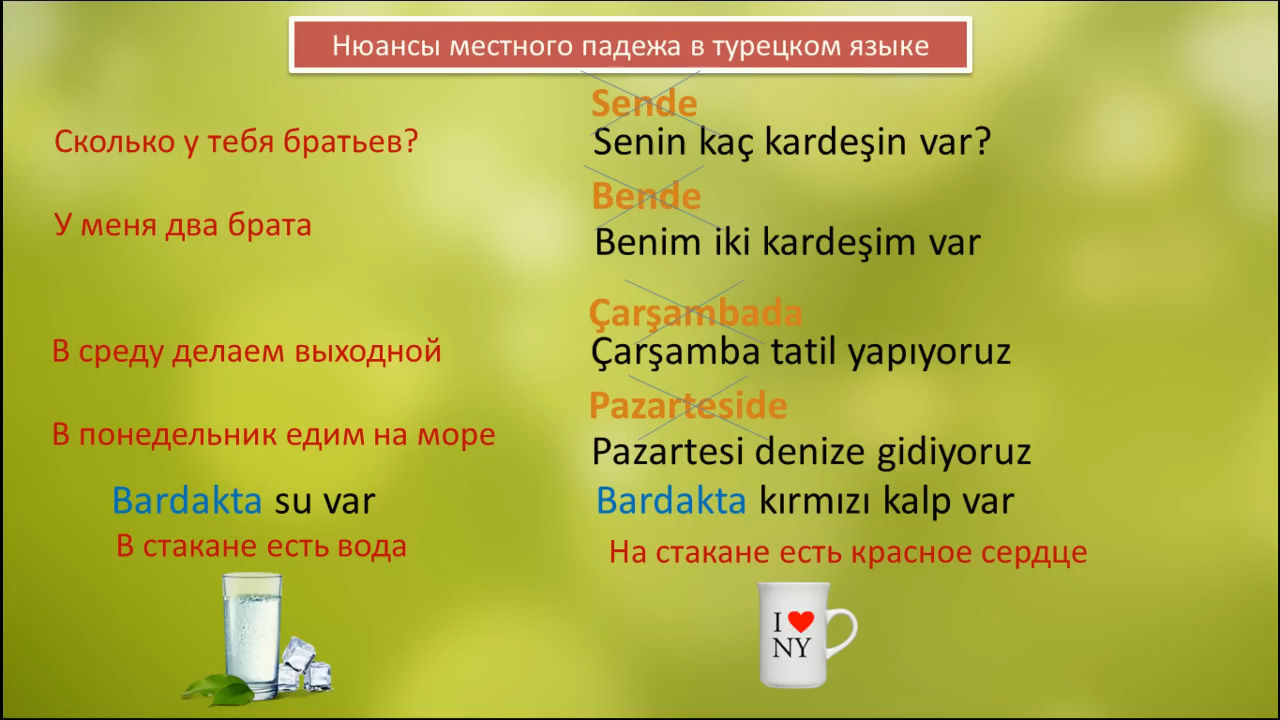 Нюансы местного падежа в турецком языке
Sende
Сколько у тебя братьев?
Senin kaç kardeşin var?
Bende
У меня два брата
Benim iki kardeşim var
Çarşambada
В среду делаем выходной
Çarşamba tatil yapıyoruz
Pazarteside
В понедельник едим на море
Pazartesi denize gidiyoruz
Bardakta su var
Bardakta kırmızı kalp var
В стакане есть вода
На стакане есть красное сердце
I
NY